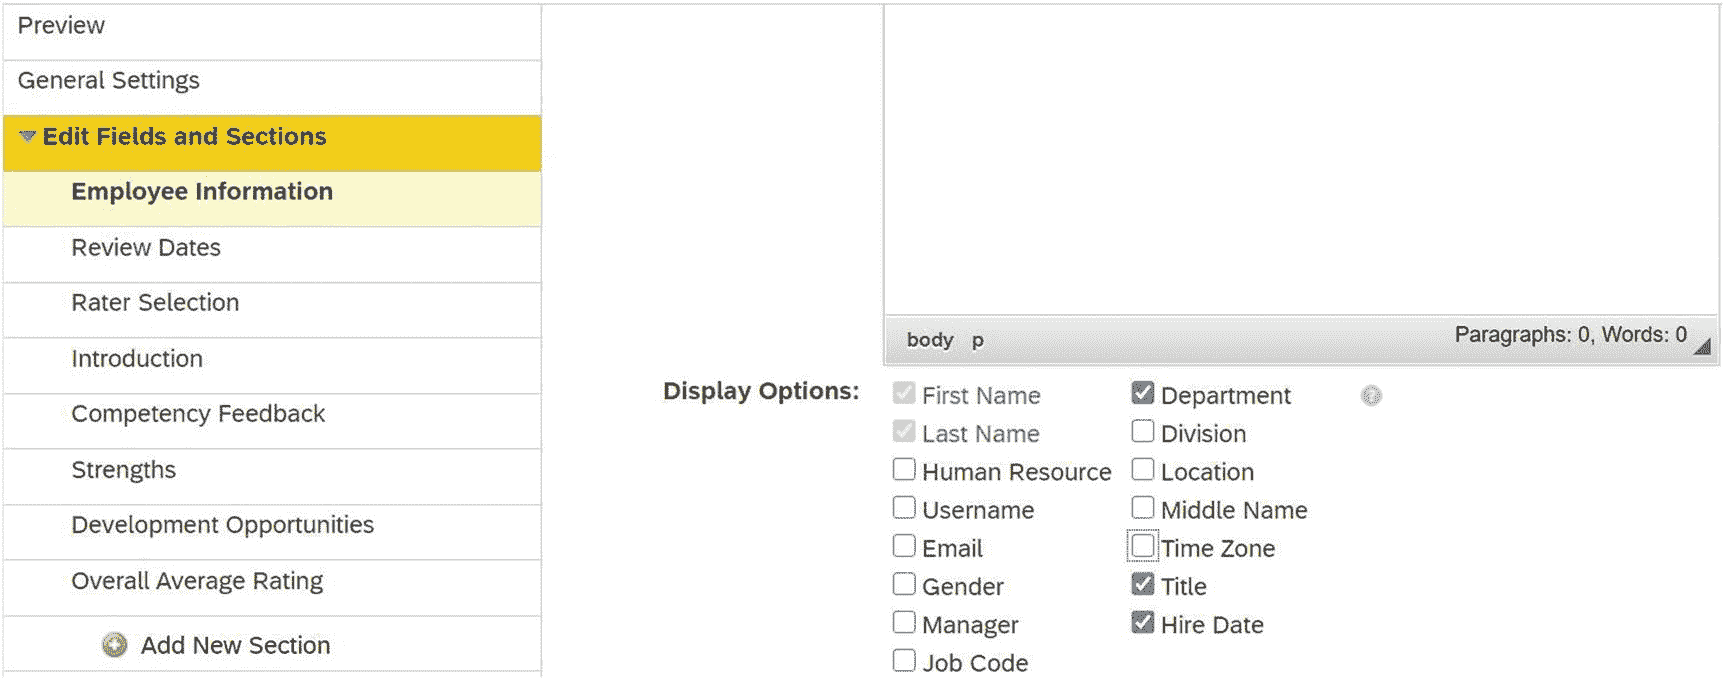 Preview
General Settings
Edit Fields and Sections
Employee Information
Review Dates
Rater Selection
Introduction
Competency Feedback
Strengths
Development Opportunities
Overall Average Rating
Add New Section
body p
Paragraphs: 0, Words: 0
Display Options:
First Name
Last Name
Human Resource
Username
Email
Gender
Manager
Job Code
Department
Division
Location
Middle Name
Time Zone
Title
Hire Date